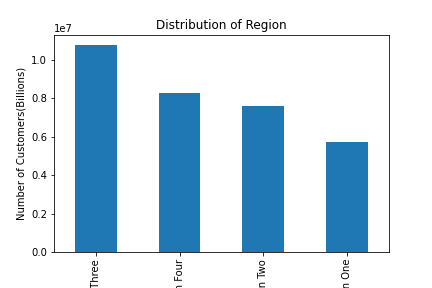 Distribution of Region
1e7
Number of Customers(Billions)
1.0
0.8
0.6
0.4
0.2
0.0
Three
n Four
n Two
n One